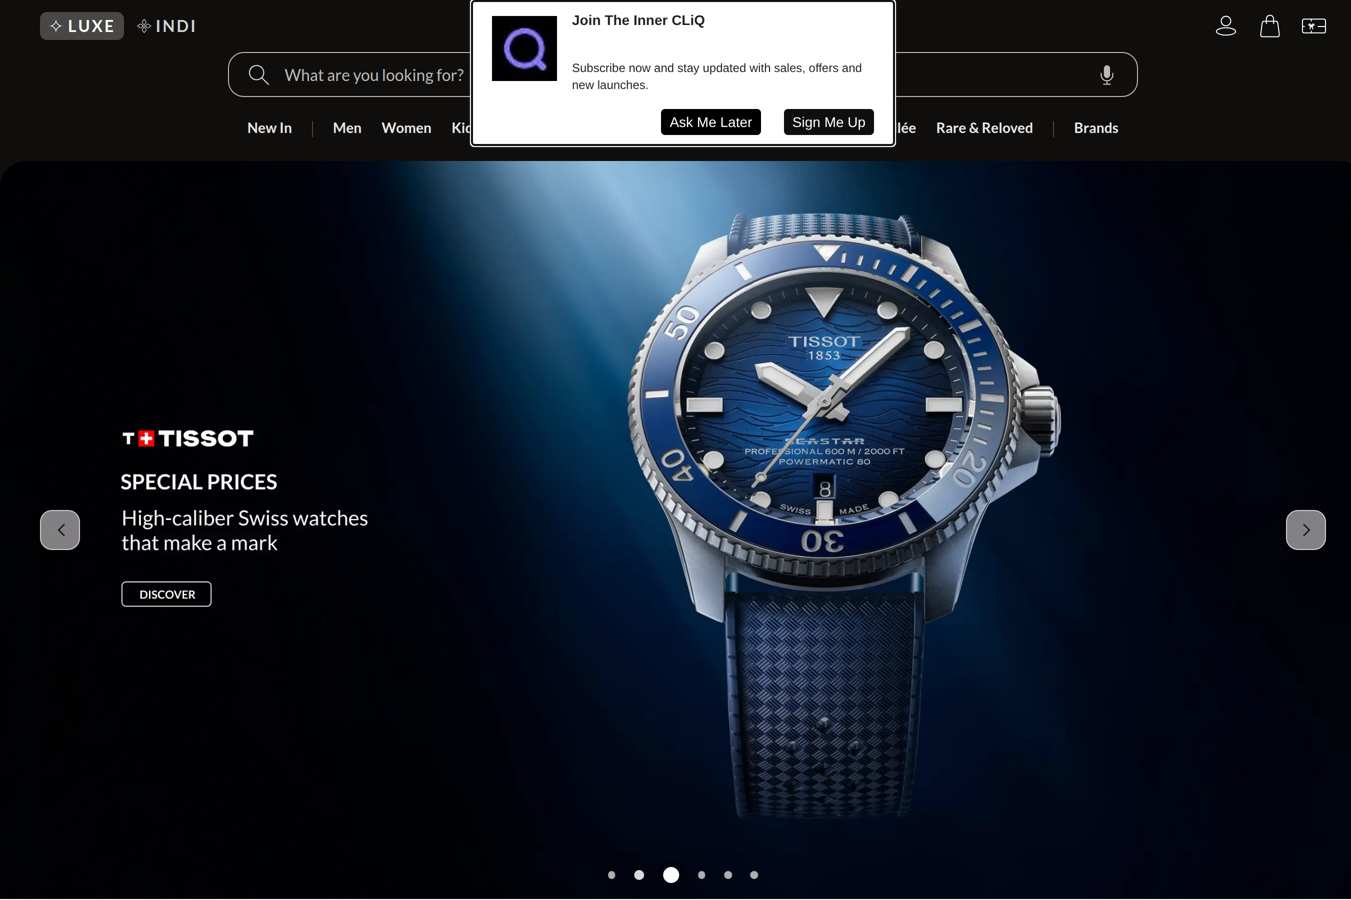 LUXE
INDI
Join The Inner CLiQ
Subscribe now and stay updated with sales, offers and
new launches.
Ask Me Later
Sign Me Up
What are you looking for?
New In
Men
Women
Rare & Reloved
Brands
TISSOT
1853
SEASTAR
PROFESSIONAL 600 M / 2000 FT
POWERMATIC 80
8
SWISS MADE
50
40
30
20
T+TISSOT
SPECIAL PRICES
High-caliber Swiss watches
that make a mark
DISCOVER